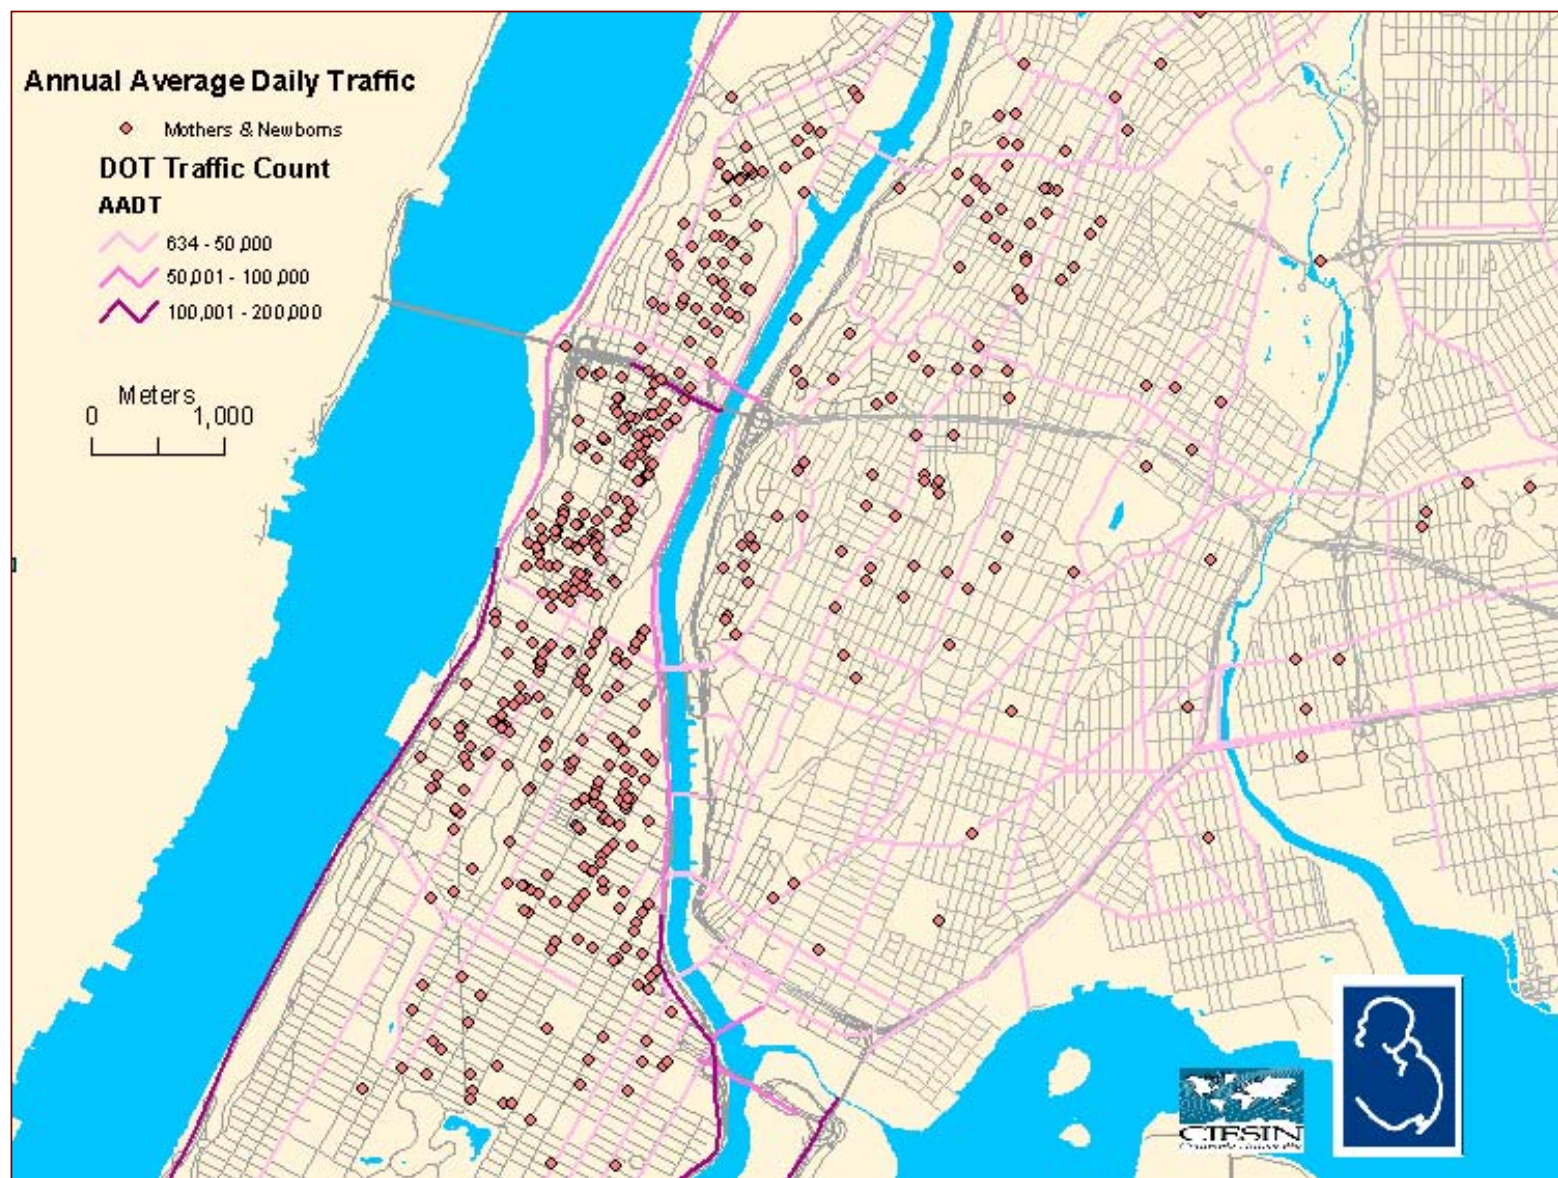 Annual Average Daily Traffic
Mothers & Newborns
DOT Traffic Count
AADT
634 - 50,000
50,001 - 100,000
100,001 - 200,000
Meters
0 1,000
CIESIN